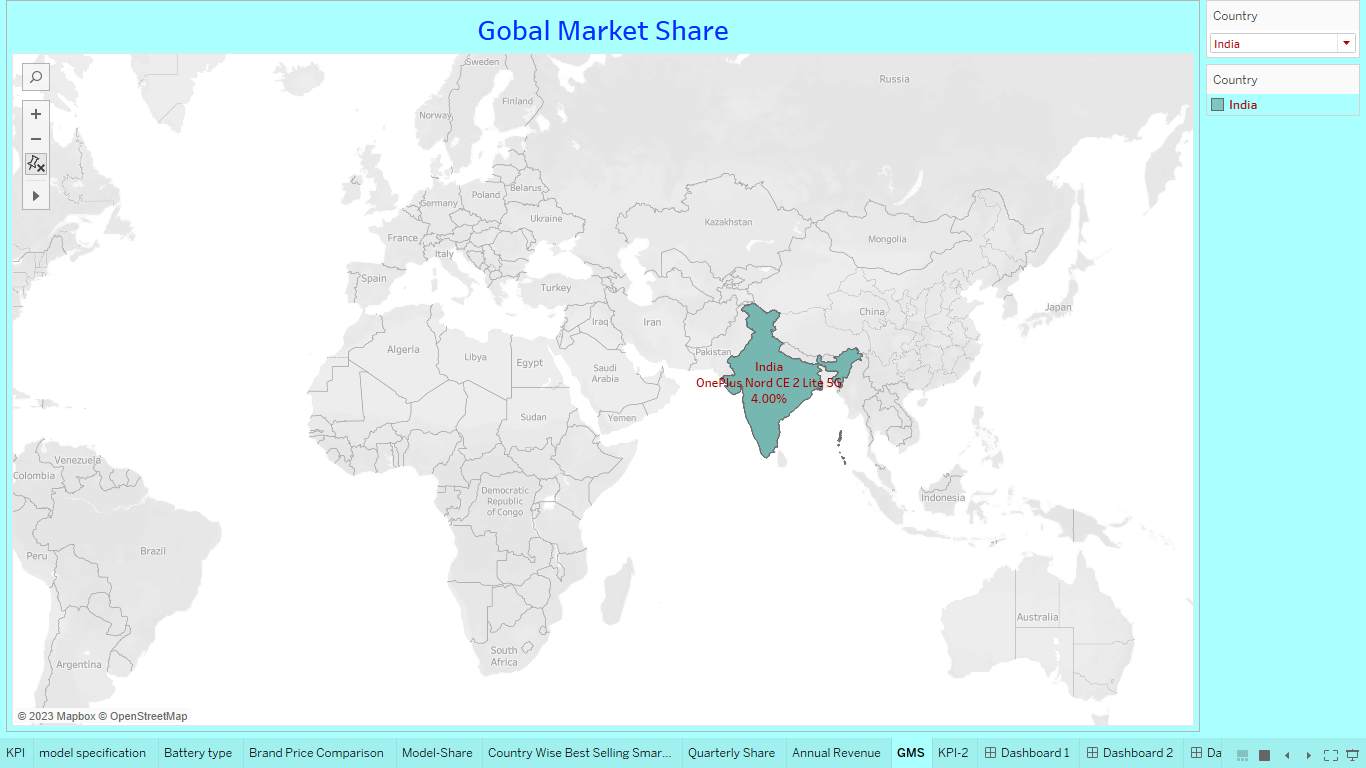 Gobal Market Share
Country
India
Country
India
Sweden
Russia
Finland
Norway
Belarus
Poland
Germany
Ukraine
Kazakhstan
France
Mongolia
Italy
Spain
Turkey
Japan
China
Iraq
Iran
Algeria
Pakistan
Libya
Egypt
Saudi
Arabia
India
OnePlus Nord CE 2 Lite 5G
4.00%
Sudan
Yemen
Venezuela
Colombia
Democratic
Republic
of Congo
Indonesia
Peru
Brazil
Australia
South
Africa
Argentina
© 2023 Mapbox © OpenStreetMap
KPI
model specification
Battery type
Brand Price Comparison
Model-Share
Country Wise Best Selling Smar...
Quarterly Share
Annual Revenue
GMS
KPI-2
Dashboard 1
Dashboard 2
Da